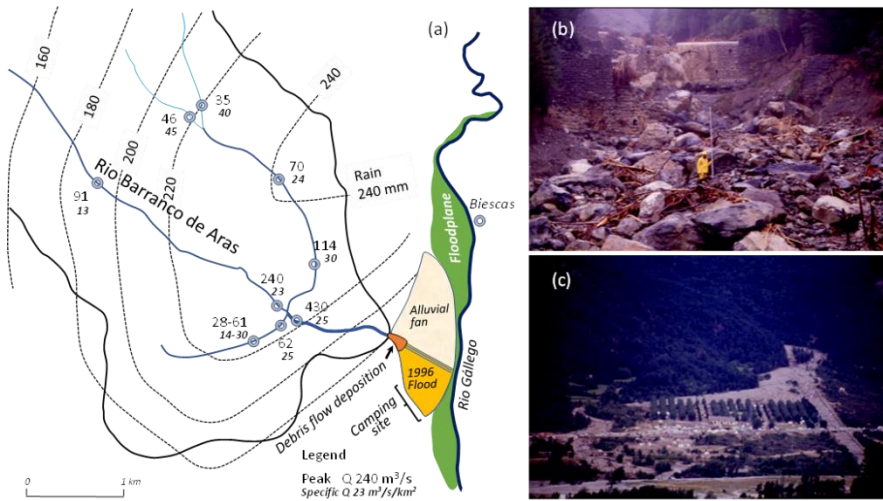 (a)
160
180
200
220
240
35
40
46
45
70
24
Rain
240 mm
91
13
Rio Barranco de Aras
114
30
240
23
430
25
28-61
14-30
62
25
Floodplane
Biescas
Alluvial
fan
1996
Flood
Rio Gállego
Debris flow deposition
Camping
site
Legend
Peak Q 240 m³/s
Specific Q 23 m³/s/km²
0 1 km
(b)
(c)